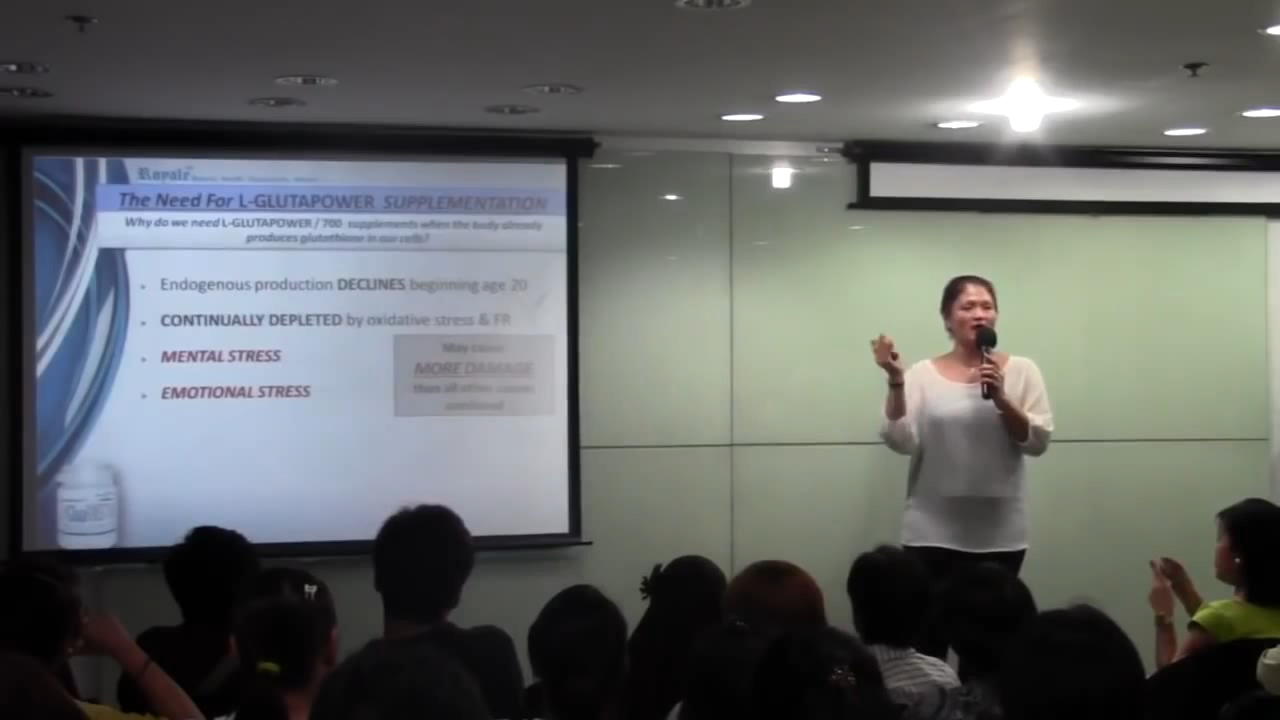 Royale
The Need For L-GLUTAPOWER SUPPLEMENTATION
Why do we need L-GLUTAPOWER / 700 supplements when the body already
produces glutathione in our cells?
Endogenous production DECLINES beginning age 20
CONTINUALLY DEPLETED by oxidative stress & FR
MENTAL STRESS
EMOTIONAL STRESS
May cause
MORE DAMAGE
than all other causes
combined